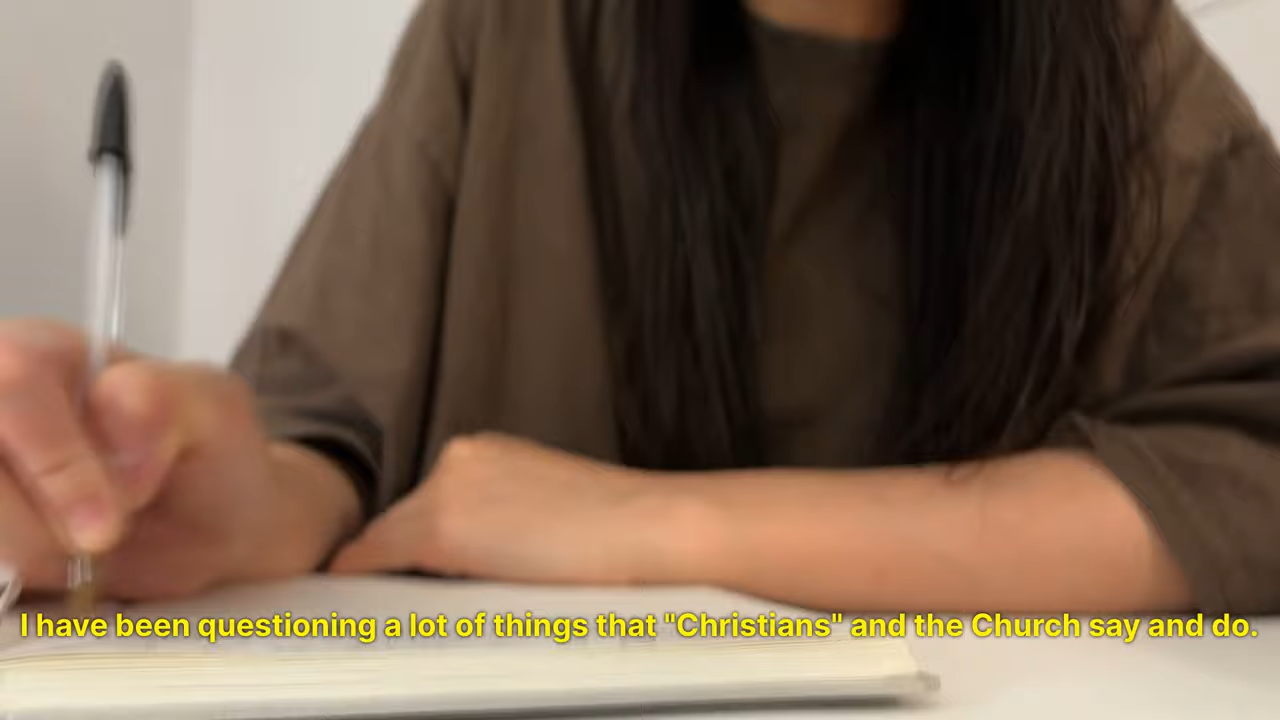 I have been questioning a lot of things that "Christians" and the Church say and do.